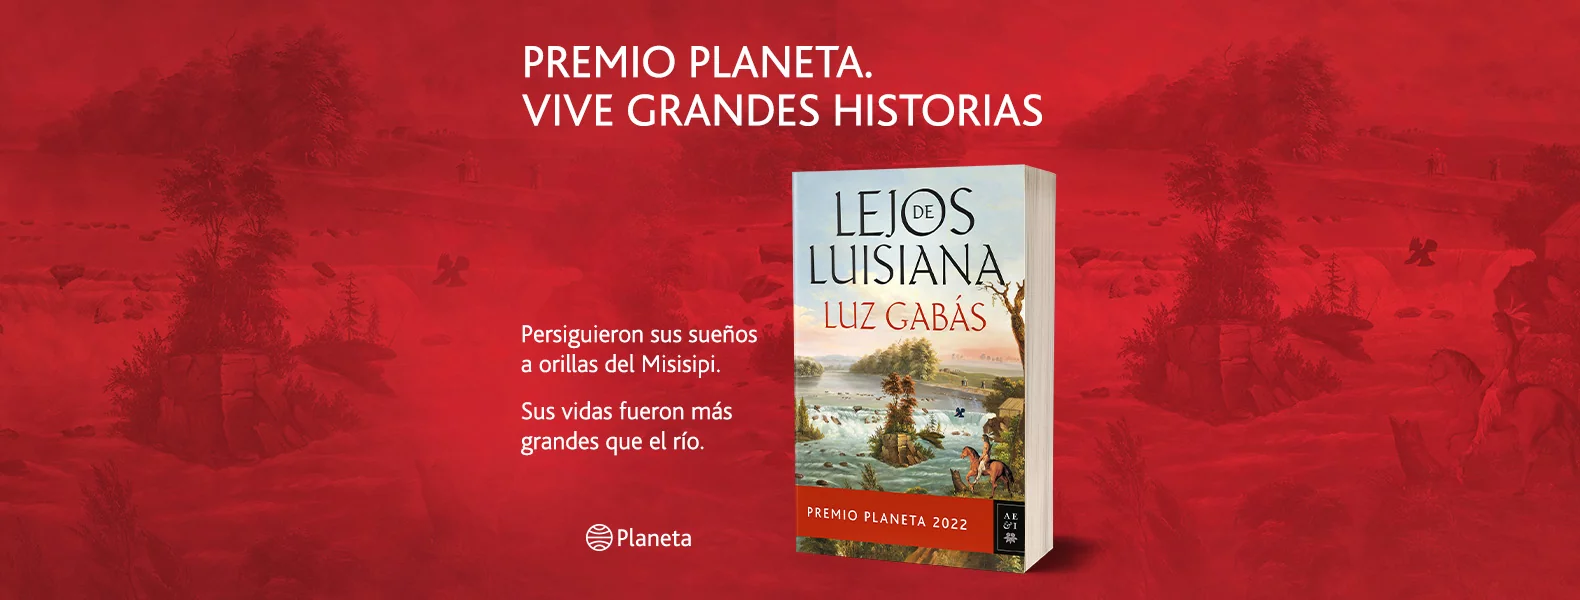 PREMIO PLANETA.
VIVE GRANDES HISTORIAS
LEJOS DE
LUISIANA
LUZ GABÁS
Persiguieron sus sueños
a orillas del Misisipi.
Sus vidas fueron más
grandes que el río.
PREMIO PLANETA 2022
AE
&I
Planeta